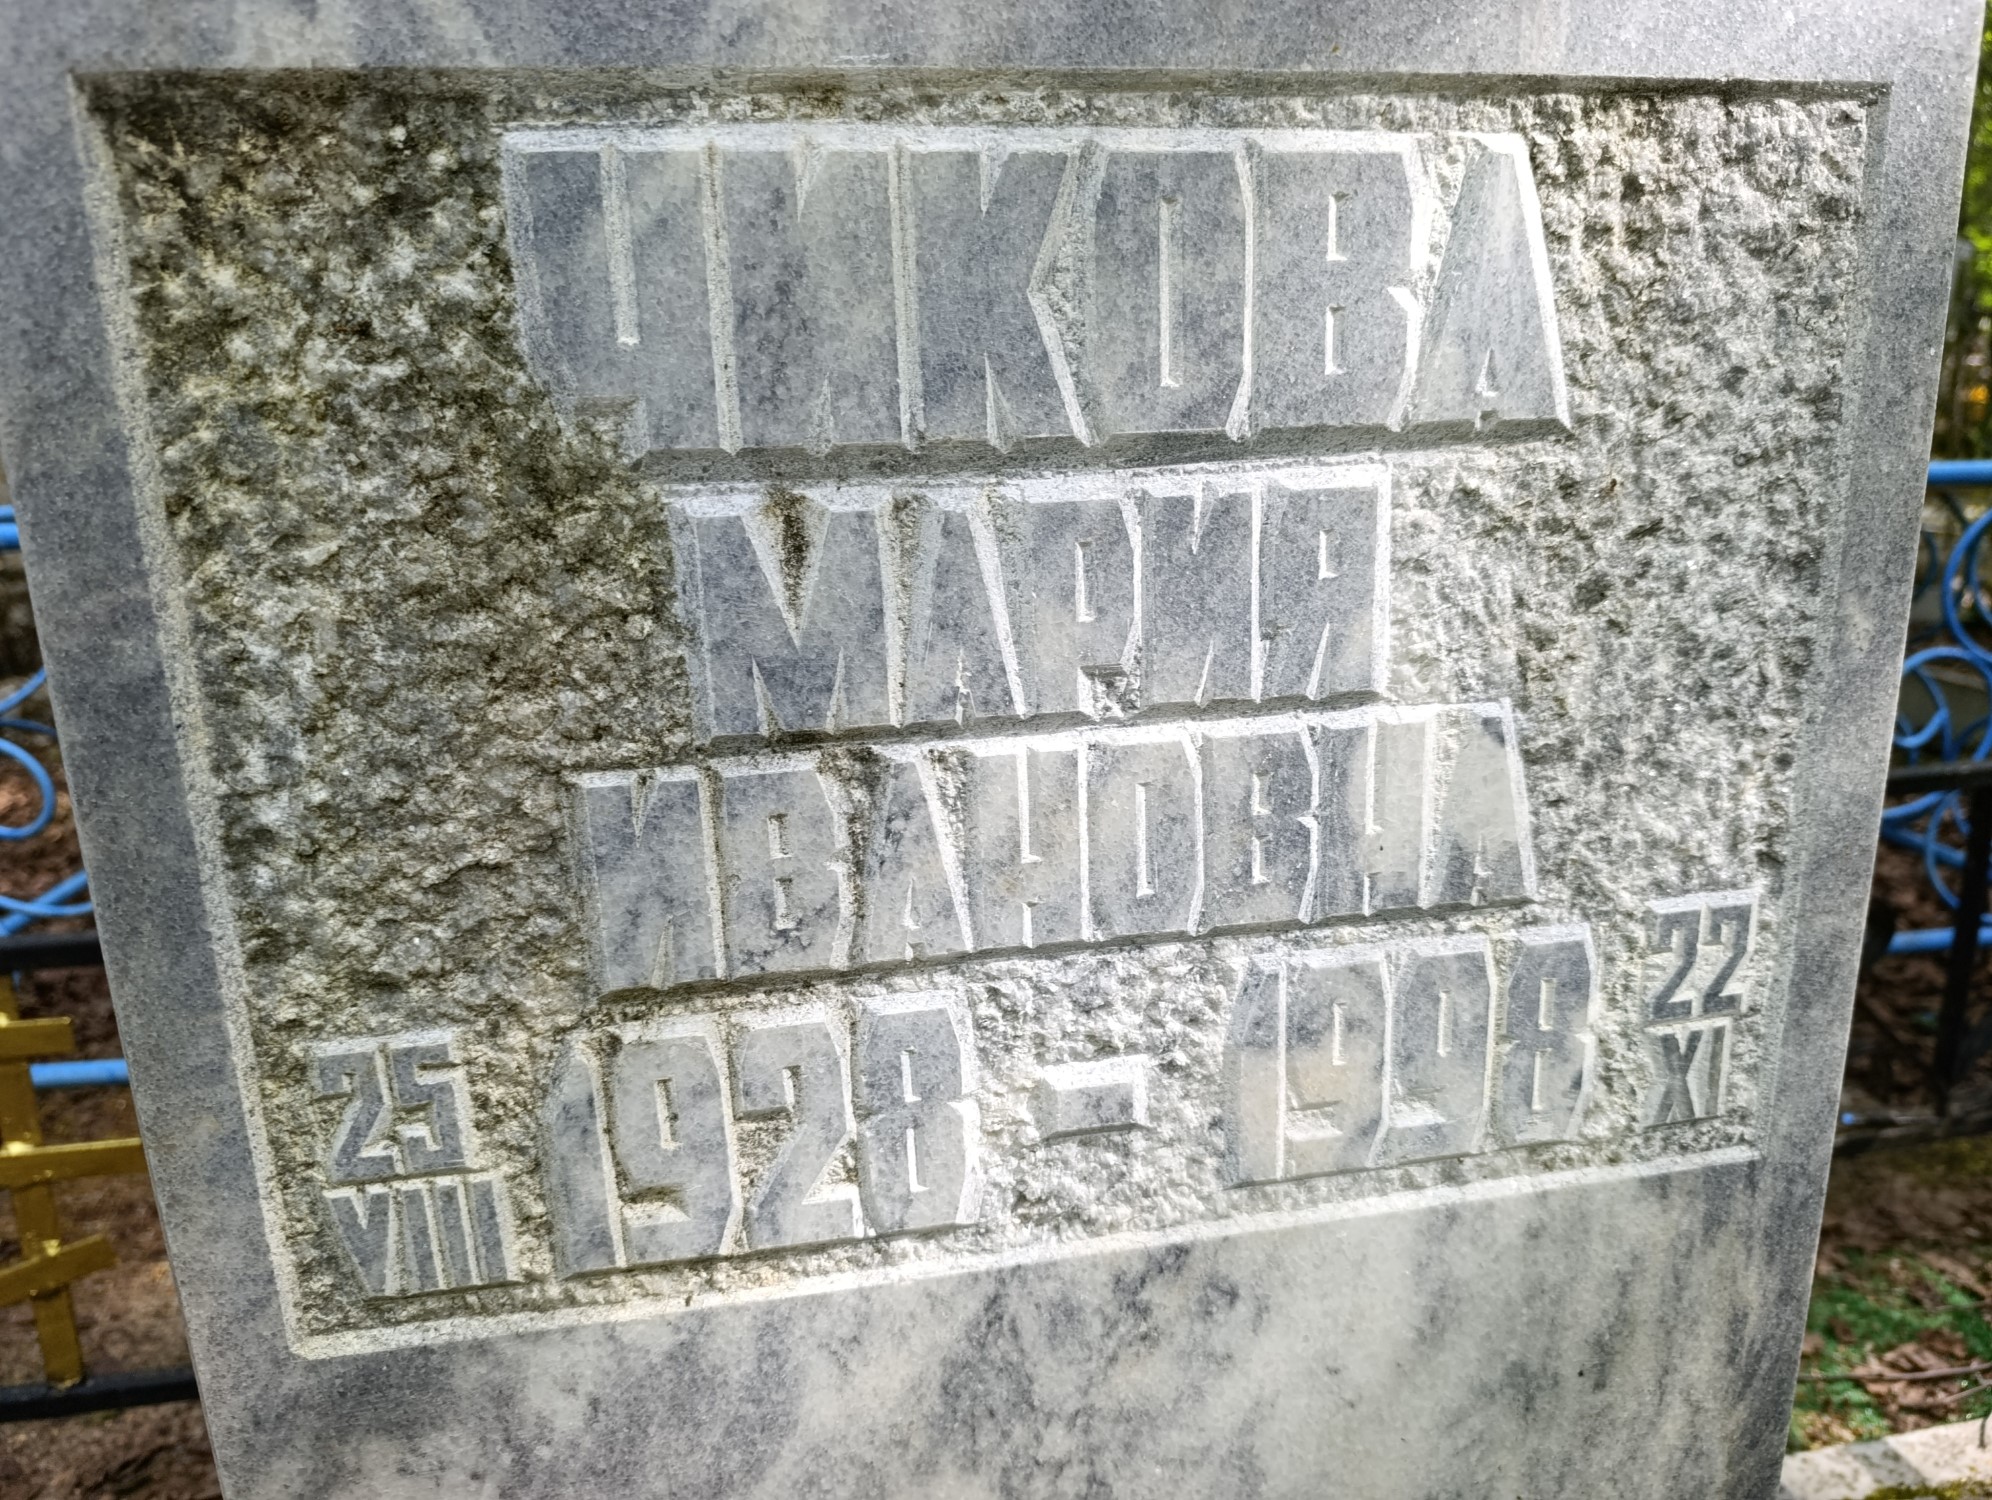 ЧИКОВА
МАРИЯ
ИВАНОВНА
25 VIII 1928 – 1998 22 XI